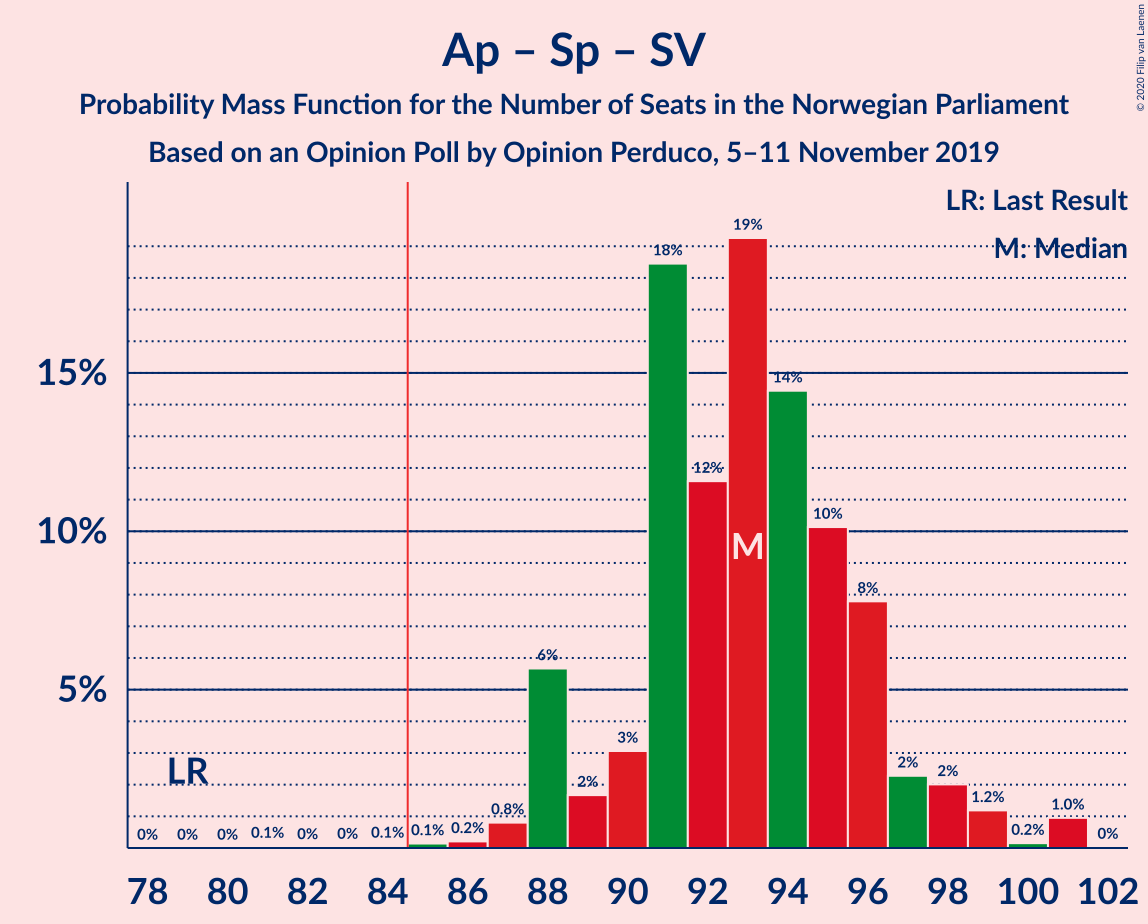 Ap – Sp – SV
Probability Mass Function for the Number of Seats in the Norwegian Parliament
Based on an Opinion Poll by Opinion Perduco, 5–11 November 2019
© 2020 Filip van Laenen
LR: Last Result
M: Median
15%
10%
5%
LR
M
0% 0% 0% 0.1% 0% 0% 0.1% 0.1% 0.2% 0.8% 6% 2% 3% 18% 12% 19% 14% 10% 8% 2% 2% 1.2% 0.2% 1.0% 0%
78 80 82 84 86 88 90 92 94 96 98 100 102